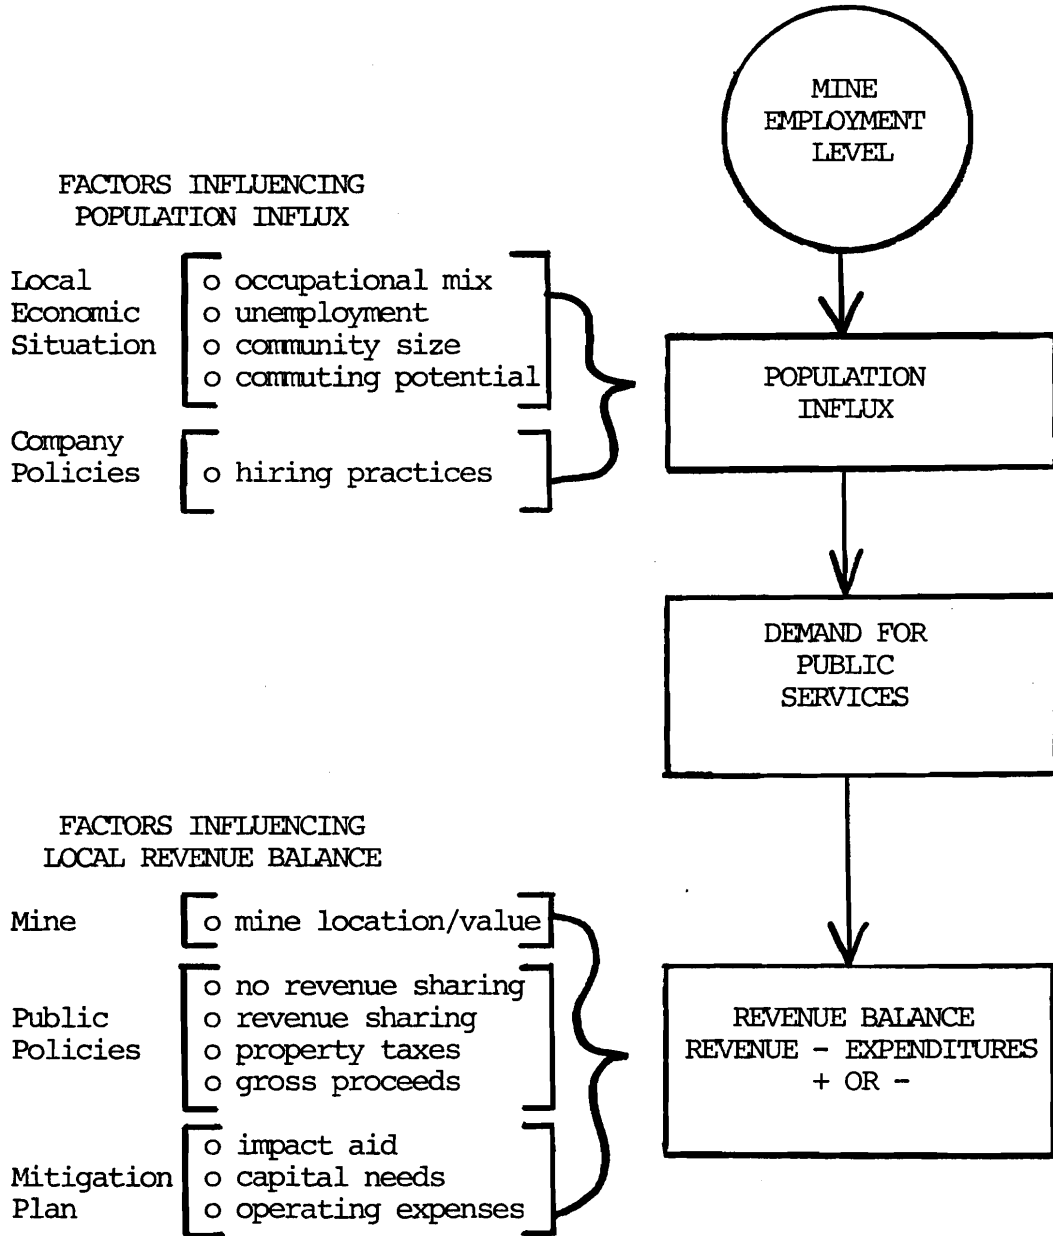 MINE
EMPLOYMENT
LEVEL
FACTORS INFLUENCING
POPULATION INFLUX
Local
Economic
Situation
o occupational mix
o unemployment
o community size
o commuting potential
Company
Policies
o hiring practices
POPULATION
INFLUX
DEMAND FOR
PUBLIC
SERVICES
FACTORS INFLUENCING
LOCAL REVENUE BALANCE
Mine
o mine location/value
Public
Policies
o no revenue sharing
o revenue sharing
o property taxes
o gross proceeds
Mitigation
Plan
o impact aid
o capital needs
o operating expenses
REVENUE BALANCE
REVENUE - EXPENDITURES
+ OR -